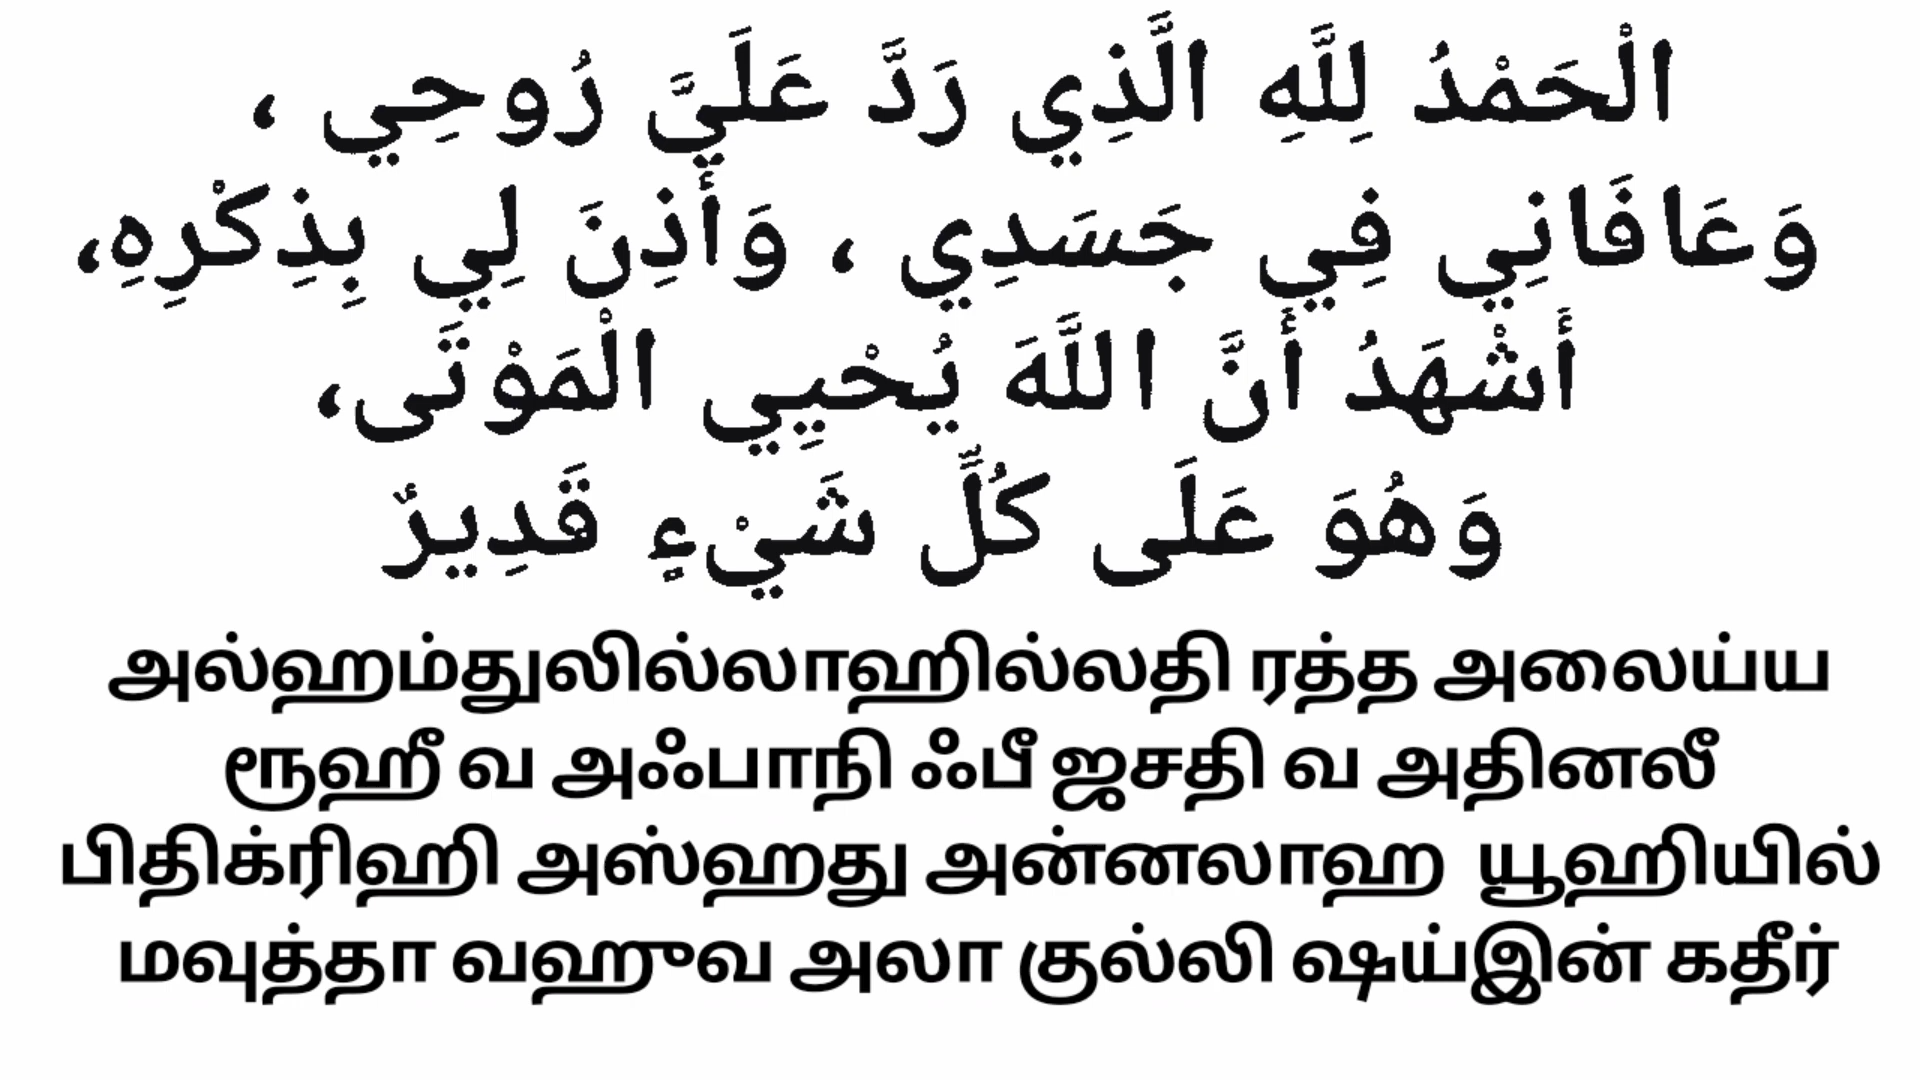 الْحَمْدُ لِلَّهِ الَّذِي رَدَّ عَلَيَّ رُوحِي ،
وَعَافَانِي فِي جَسَدِي ، وَأَذِنَ لِي بِذِكْرِهِ،
أَشْهَدُ أَنَّ اللَّهَ يُحْيِي الْمَوْتَى،
وَهُوَ عَلَى كُلِّ شَيْءٍ قَدِيرٌ
அல்ஹம்துலில்லாஹில்லதி ரத்த அலைய்ய
ரூஹீ வ அஃபாநி ஃபீ ஜசதி வ அதினலீ
பிதிக்ரிஹி அஸ்ஹது அன்னலாஹ யூஹியில்
மவுத்தா வஹுவ அலா குல்லி ஷய்இன் கதீர்